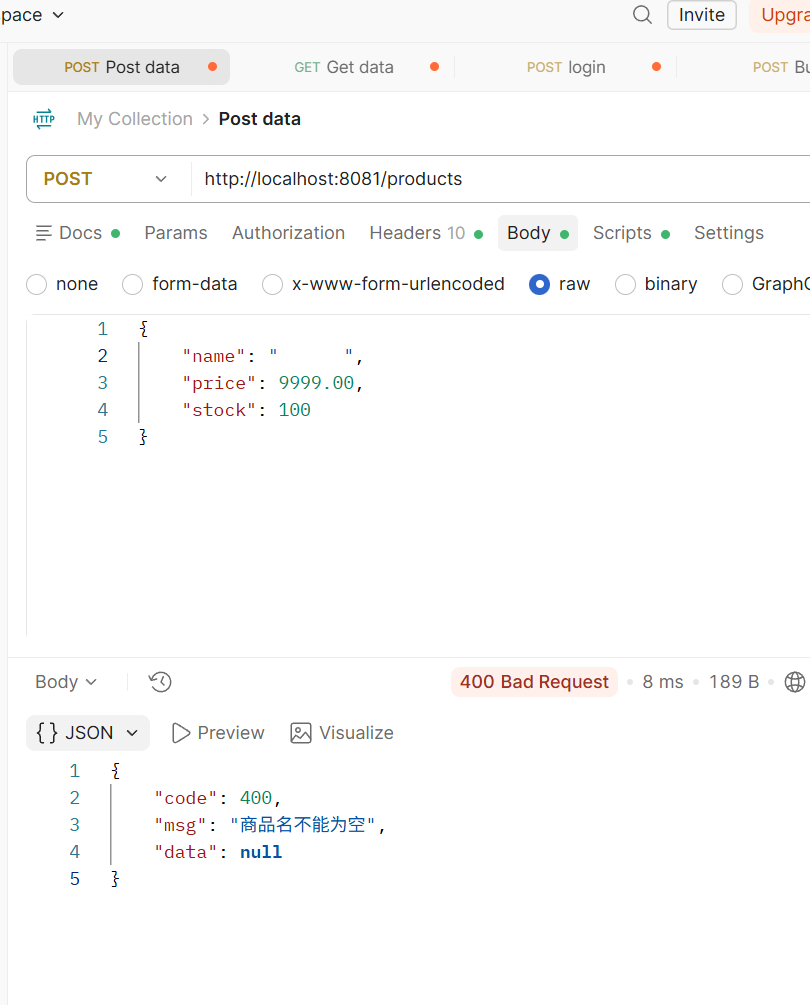 pace
Invite
Upgra
POST Post data
GET Get data
POST login
POST Bu
HTTP
My Collection > Post data
POST
http://localhost:8081/products
Docs
Params
Authorization
Headers 10
Body
Scripts
Settings
none
form-data
x-www-form-urlencoded
raw
binary
GraphQ
1 {
2 "name": "       ",
3 "price": 9999.00,
4 "stock": 100
5 }
Body
400 Bad Request
8 ms
189 B
{} JSON
Preview
Visualize
1 {
2 "code": 400,
3 "msg": "商品名不能为空",
4 "data": null
5 }